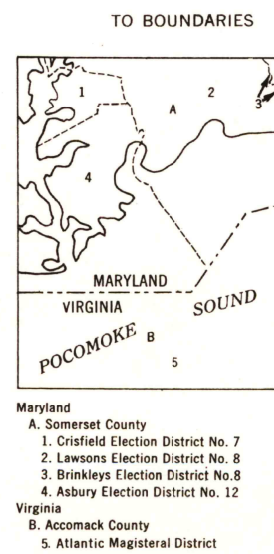 TO BOUNDARIES
1
2
A
3
4
MARYLAND
VIRGINIA
SOUND
POCOMOKE
B
5
Maryland
A. Somerset County
1. Crisfield Election District No. 7
2. Lawsons Election District No. 8
3. Brinkleys Election District No.8
4. Asbury Election District No. 12
Virginia
B. Accomack County
5. Atlantic Magisteral District